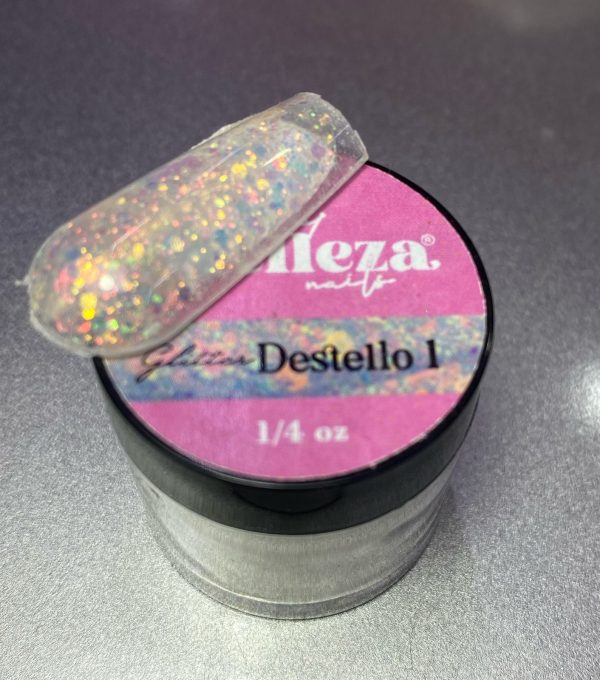 nails
Glitter Destello 1
1/4 oz